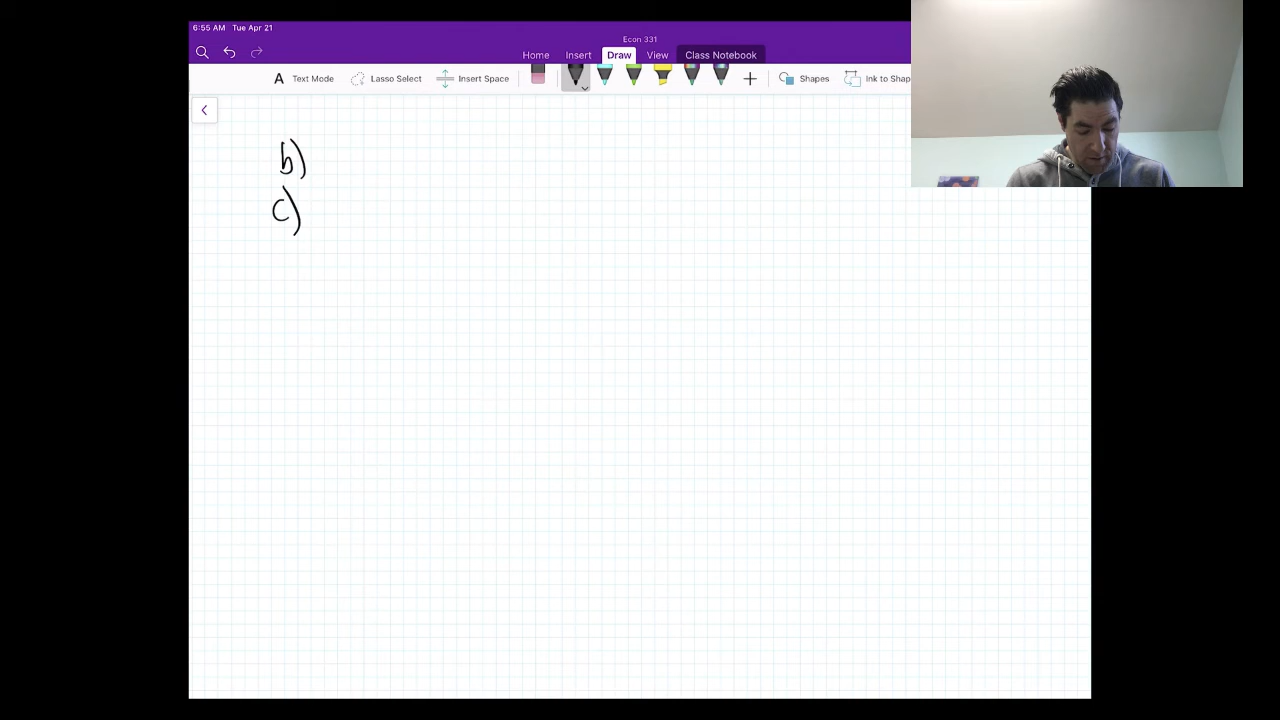 6:55 AM Tue Apr 21
Econ 331
Home Insert Draw View Class Notebook
A Text Mode Lasso Select Insert Space Shapes Ink to Shap
b)
c)